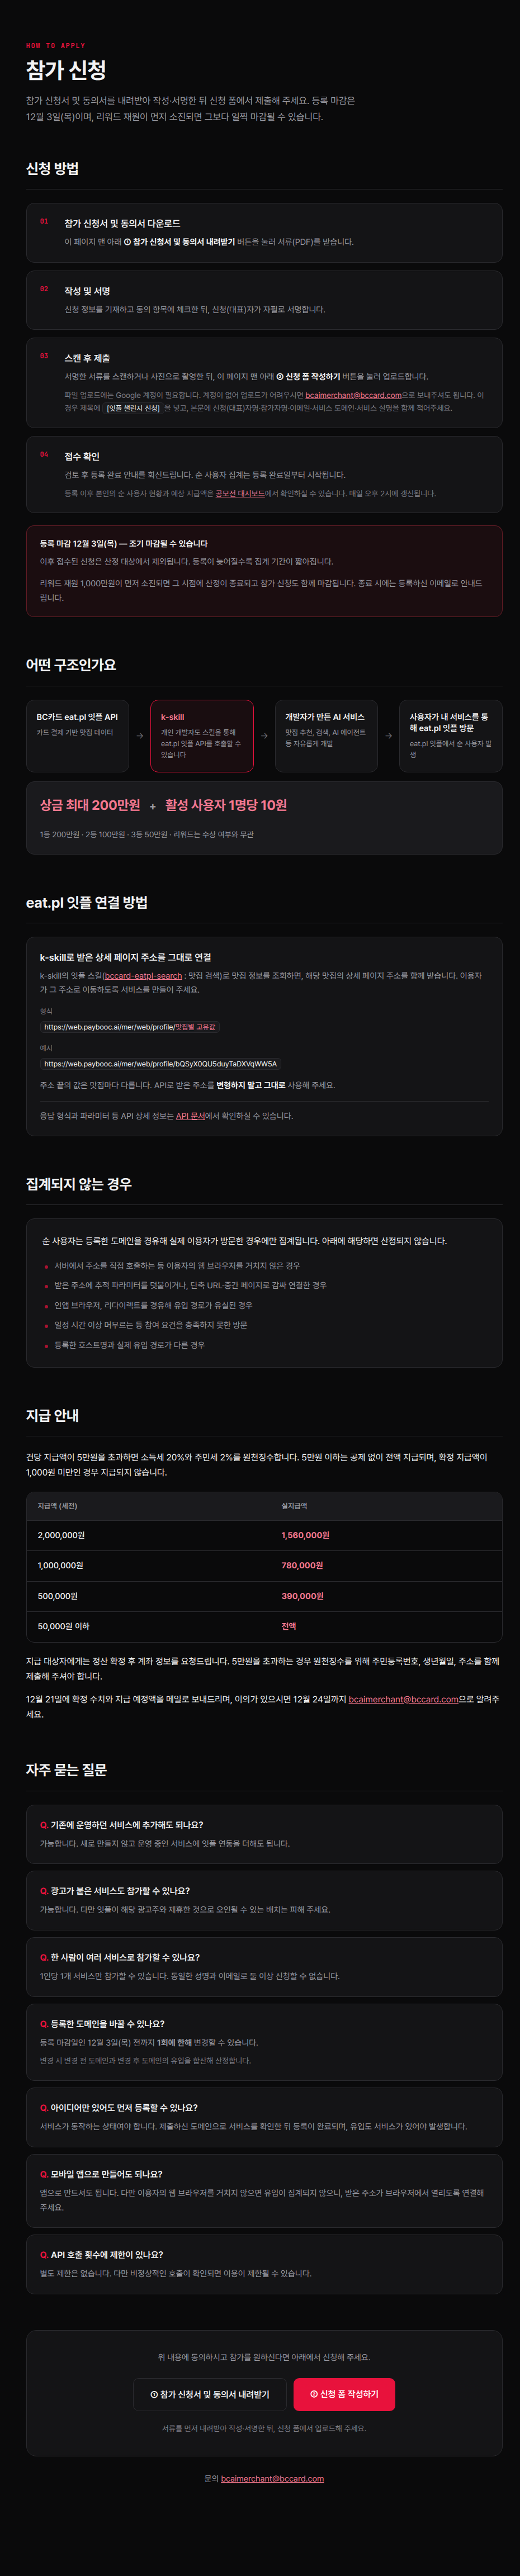 HOW TO APPLY
참가 신청
참가 신청서 및 동의서를 내려받아 작성·서명한 뒤 신청 폼에서 제출해 주세요. 등록 마감은
12월 3일(목)이며, 리워드 재원이 먼저 소진되면 그보다 일찍 마감될 수 있습니다.
신청 방법
01
참가 신청서 및 동의서 다운로드
이 페이지 맨 아래 ① 참가 신청서 및 동의서 내려받기 버튼을 눌러 서류(PDF)를 받습니다.
02
작성 및 서명
신청 정보를 기재하고 동의 항목에 체크한 뒤, 신청(대표)자가 자필로 서명합니다.
03
스캔 후 제출
서명한 서류를 스캔하거나 사진으로 촬영한 뒤, 이 페이지 맨 아래 ② 신청 폼 작성하기 버튼을 눌러 업로드합니다.
파일 업로드에는 Google 계정이 필요합니다. 계정이 없어 업로드가 어려우시면 bcaimerchant@bccard.com으로 보내주셔도 됩니다. 이
경우 제목에 [잇플 챌린지 신청] 을 넣고, 본문에 신청(대표)자명·참가자명·이메일·서비스 도메인·서비스 설명을 함께 적어주세요.
04
접수 확인
검토 후 등록 완료 안내를 회신드립니다. 순 사용자 집계는 등록 완료일부터 시작됩니다.
등록 이후 본인의 순 사용자 현황과 예상 지급액은 공모전 대시보드에서 확인하실 수 있습니다. 매일 오후 2시에 갱신됩니다.
등록 마감 12월 3일(목) — 조기 마감될 수 있습니다
이후 접수된 신청은 산정 대상에서 제외됩니다. 등록이 늦어질수록 집계 기간이 짧아집니다.
리워드 재원 1,000만원이 먼저 소진되면 그 시점에 산정이 종료되고 참가 신청도 함께 마감됩니다. 종료 시에는 등록하신 이메일로 안내드
립니다.
어떤 구조인가요
BC카드 eat.pl 잇플 API
카드 결제 기반 맛집 데이터
→
k-skill
개인 개발자도 스킬을 통해
eat.pl 잇플 API를 호출할 수
있습니다
→
개발자가 만든 AI 서비스
맛집 추천, 검색, AI 에이전트
등 자유롭게 개발
→
사용자가 내 서비스를 통
해 eat.pl 잇플 방문
eat.pl 잇플에서 순 사용자 발
생
상금 최대 200만원 + 활성 사용자 1명당 10원
1등 200만원 · 2등 100만원 · 3등 50만원 · 리워드는 수상 여부와 무관
eat.pl 잇플 연결 방법
k-skill로 받은 상세 페이지 주소를 그대로 연결
k-skill의 잇플 스킬(bccard-eatpl-search : 맛집 검색)로 맛집 정보를 조회하면, 해당 맛집의 상세 페이지 주소를 함께 받습니다. 이용자
가 그 주소로 이동하도록 서비스를 만들어 주세요.
형식
https://web.paybooc.ai/mer/web/profile/맛집별 고유값
예시
https://web.paybooc.ai/mer/web/profile/bQSyX0QU5duyTaDXVqWW5A
주소 끝의 값은 맛집마다 다릅니다. API로 받은 주소를 변형하지 말고 그대로 사용해 주세요.
응답 형식과 파라미터 등 API 상세 정보는 API 문서에서 확인하실 수 있습니다.
집계되지 않는 경우
순 사용자는 등록한 도메인을 경유해 실제 이용자가 방문한 경우에만 집계됩니다. 아래에 해당하면 산정되지 않습니다.
서버에서 주소를 직접 호출하는 등 이용자의 웹 브라우저를 거치지 않은 경우
받은 주소에 추적 파라미터를 덧붙이거나, 단축 URL·중간 페이지로 감싸 연결한 경우
인앱 브라우저, 리다이렉트를 경유해 유입 경로가 유실된 경우
일정 시간 이상 머무르는 등 참여 요건을 충족하지 못한 방문
등록한 호스트명과 실제 유입 경로가 다른 경우
지급 안내
건당 지급액이 5만원을 초과하면 소득세 20%와 주민세 2%를 원천징수합니다. 5만원 이하는 공제 없이 전액 지급되며, 확정 지급액이
1,000원 미만인 경우 지급되지 않습니다.
지급액 (세전)
실지급액
2,000,000원
1,560,000원
1,000,000원
780,000원
500,000원
390,000원
50,000원 이하
전액
지급 대상자에게는 정산 확정 후 계좌 정보를 요청드립니다. 5만원을 초과하는 경우 원천징수를 위해 주민등록번호, 생년월일, 주소를 함께
제출해 주셔야 합니다.
12월 21일에 확정 수치와 지급 예정액을 메일로 보내드리며, 이의가 있으시면 12월 24일까지 bcaimerchant@bccard.com으로 알려주
세요.
자주 묻는 질문
Q. 기존에 운영하던 서비스에 추가해도 되나요?
가능합니다. 새로 만들지 않고 운영 중인 서비스에 잇플 연동을 더해도 됩니다.
Q. 광고가 붙은 서비스도 참가할 수 있나요?
가능합니다. 다만 잇플이 해당 광고주와 제휴한 것으로 오인될 수 있는 배치는 피해 주세요.
Q. 한 사람이 여러 서비스로 참가할 수 있나요?
1인당 1개 서비스만 참가할 수 있습니다. 동일한 성명과 이메일로 둘 이상 신청할 수 없습니다.
Q. 등록한 도메인을 바꿀 수 있나요?
등록 마감일인 12월 3일(목) 전까지 1회에 한해 변경할 수 있습니다.
변경 시 변경 전 도메인과 변경 후 도메인의 유입을 합산해 산정합니다.
Q. 아이디어만 있어도 먼저 등록할 수 있나요?
서비스가 동작하는 상태여야 합니다. 제출하신 도메인으로 서비스를 확인한 뒤 등록이 완료되며, 유입도 서비스가 있어야 발생합니다.
Q. 모바일 앱으로 만들어도 되나요?
앱으로 만드셔도 됩니다. 다만 이용자의 웹 브라우저를 거치지 않으면 유입이 집계되지 않으니, 받은 주소가 브라우저에서 열리도록 연결해
주세요.
Q. API 호출 횟수에 제한이 있나요?
별도 제한은 없습니다. 다만 비정상적인 호출이 확인되면 이용이 제한될 수 있습니다.
위 내용에 동의하시고 참가를 원하신다면 아래에서 신청해 주세요.
① 참가 신청서 및 동의서 내려받기
② 신청 폼 작성하기
서류를 먼저 내려받아 작성·서명한 뒤, 신청 폼에서 업로드해 주세요.
문의 bcaimerchant@bccard.com